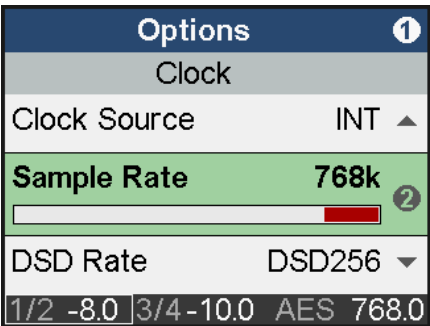 Options 1
Clock
Clock Source INT
Sample Rate 768k
2
DSD Rate DSD256
1/2 -8.0 3/4 -10.0 AES 768.0